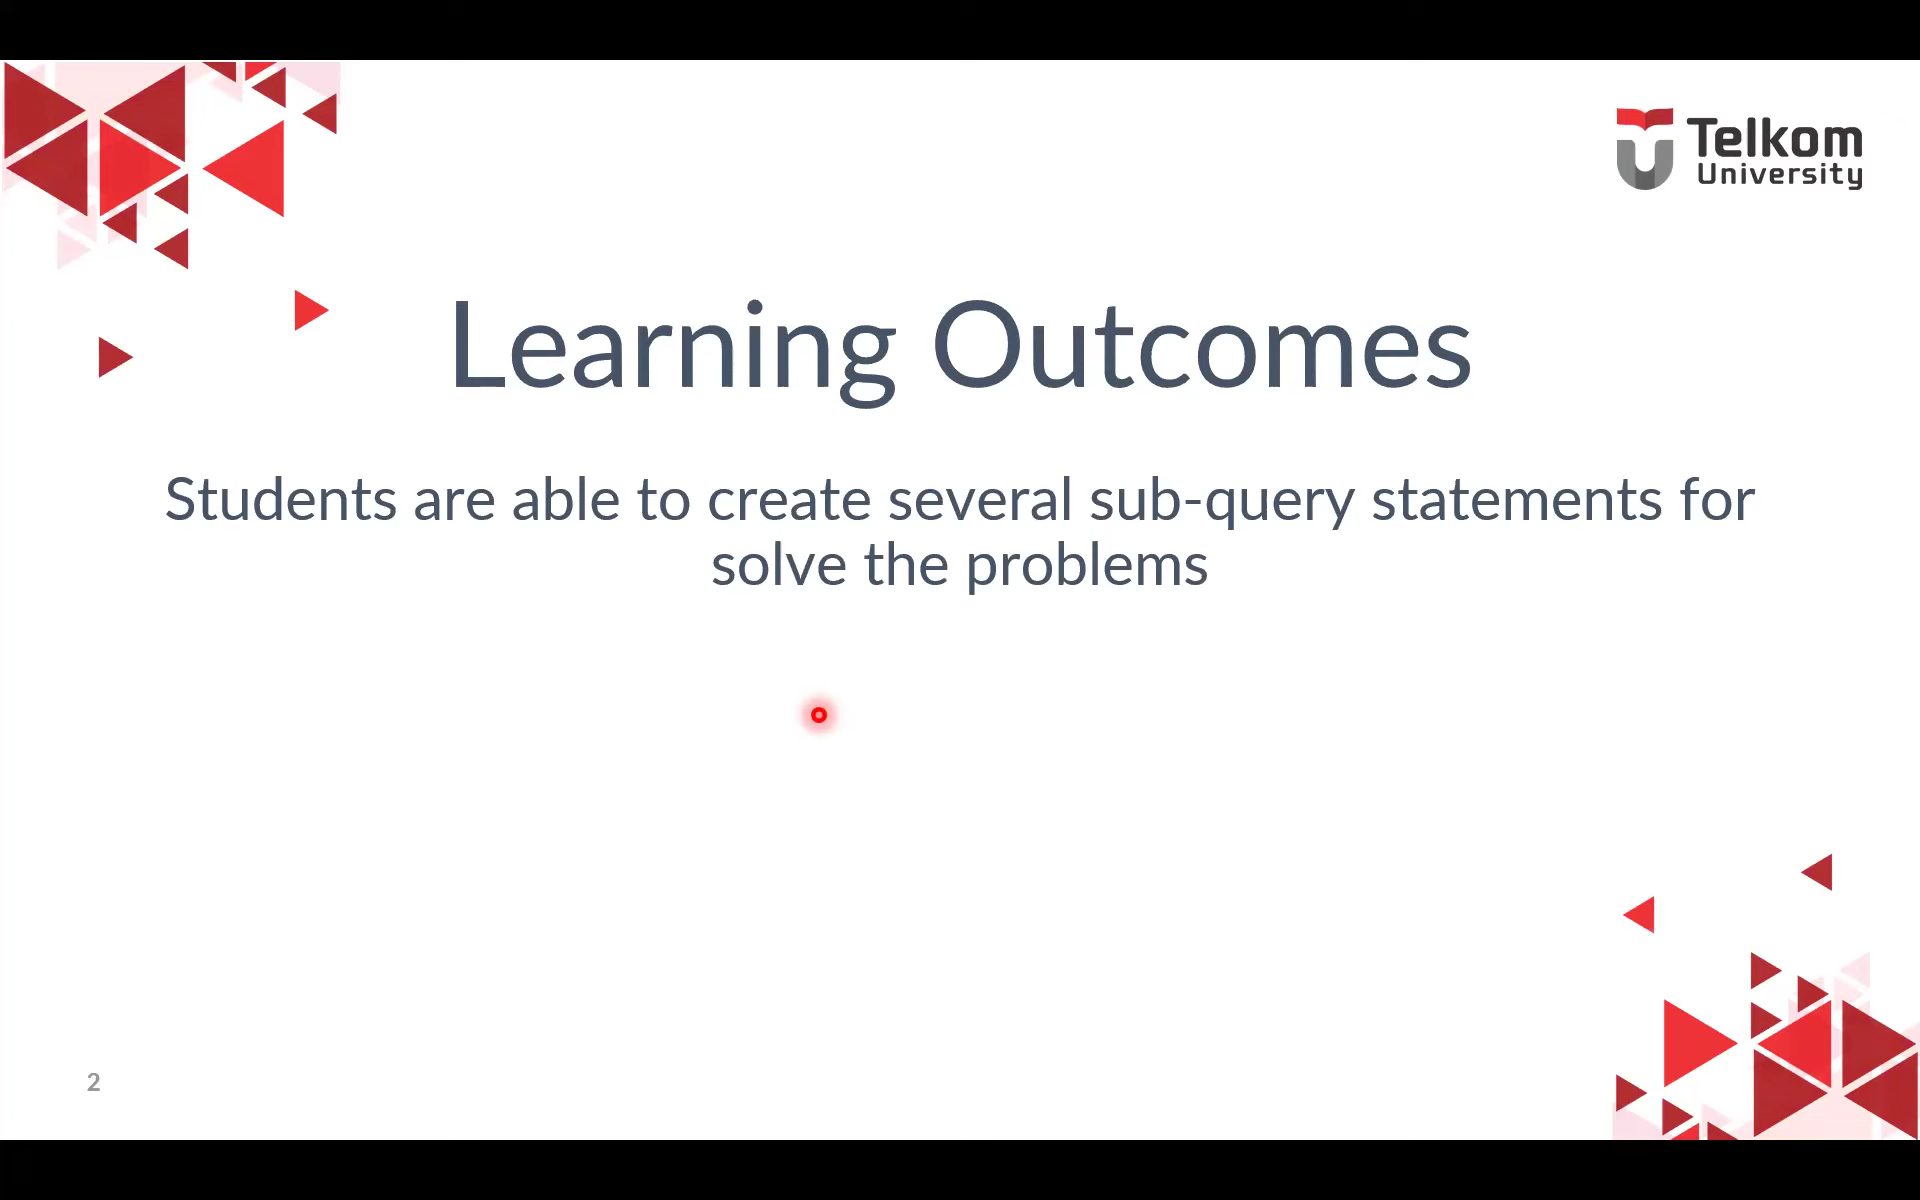 Telkom
University
Learning Outcomes
Students are able to create several sub-query statements for
solve the problems
2